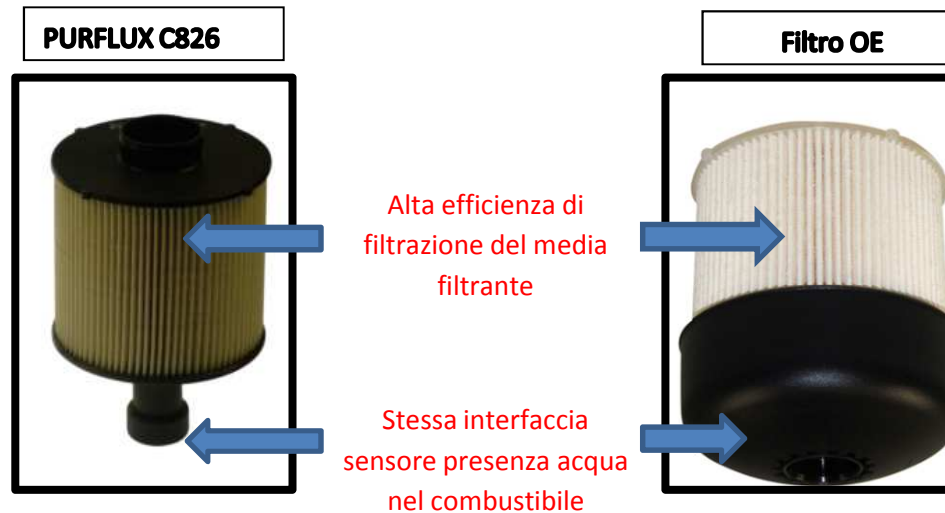 PURFLUX C826
Filtro OE
Alta efficienza di
filtrazione del media
filtrante
Stessa interfaccia
sensore presenza acqua
nel combustibile